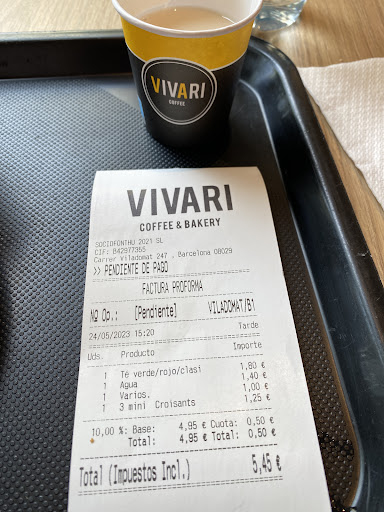 VIVARI
COFFEE
VIVARI
COFFEE & BAKERY
SOCIOFONTHU 2021 SL
CIF: B42977355
Carrer Viladomat 247 , Barcelona 08029
>> PENDIENTE DE PAGO
FACTURA PROFORMA
Nº Op.: [Pendiente] VILADOMAT/B1
24/05/2023 15:20 Tarde
Uds. Producto Importe
1 Té verde/rojo/clasi 1,80 €
1 Agua 1,40 €
1 Varios. 1,00 €
1 3 mini Croisants 1,25 €
10,00 %: Base: 4,95 € Cuota: 0,50 €
Total: 4,95 € Total: 0,50 €
Total (Impuestos Incl.) 5,45 €